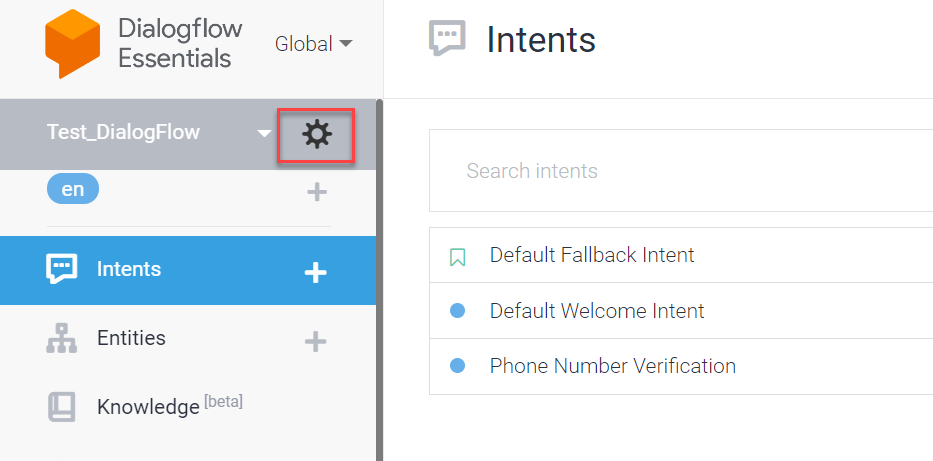 Dialogflow
Essentials
Global
Intents
Test_DialogFlow
en
Search intents
Intents
Default Fallback Intent
Default Welcome Intent
Entities
Phone Number Verification
Knowledge [beta]